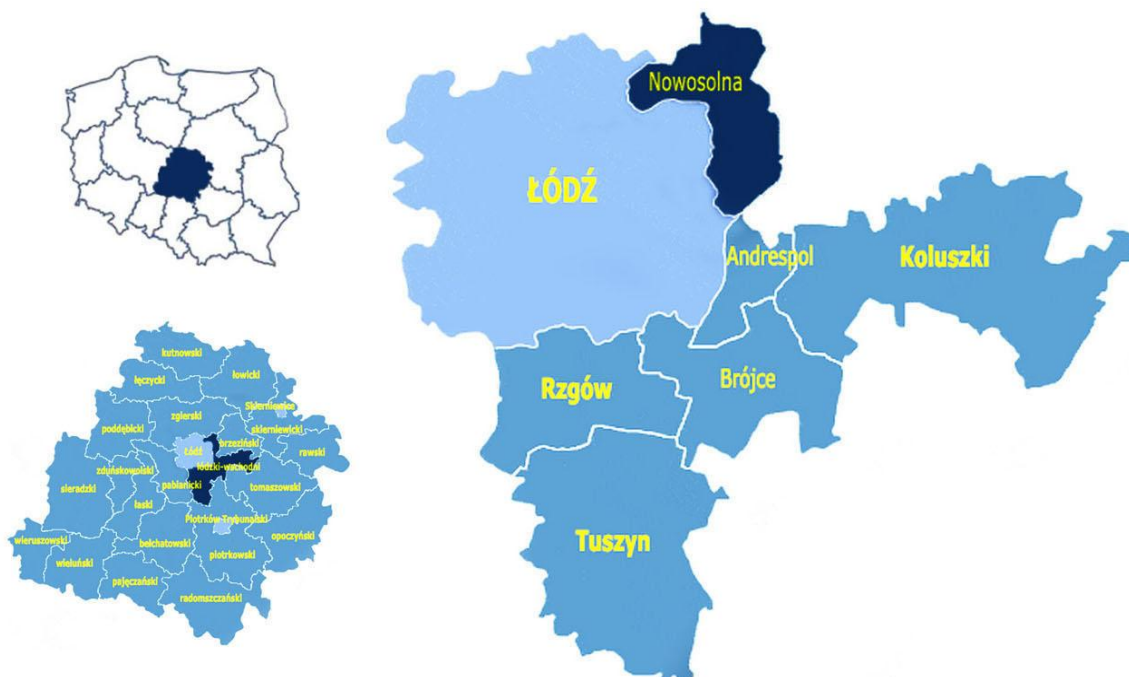 Nowosolna
ŁÓDŹ
Andrespol
Koluszki
Rzgów
Brójce
Tuszyn
kutnowski
łęczycki
łowicki
Skierniewice
zgierski
skierniewicki
poddębicki
Łódź
brzeziński
rawski
zduńskowolski
łódzki-wschodni
sieradzki
pabianicki
tomaszowski
łaski
Piotrków Trybunalski
wieruszowski
bełchatowski
opoczyński
wieluński
piotrkowski
pajęczański
radomszczański